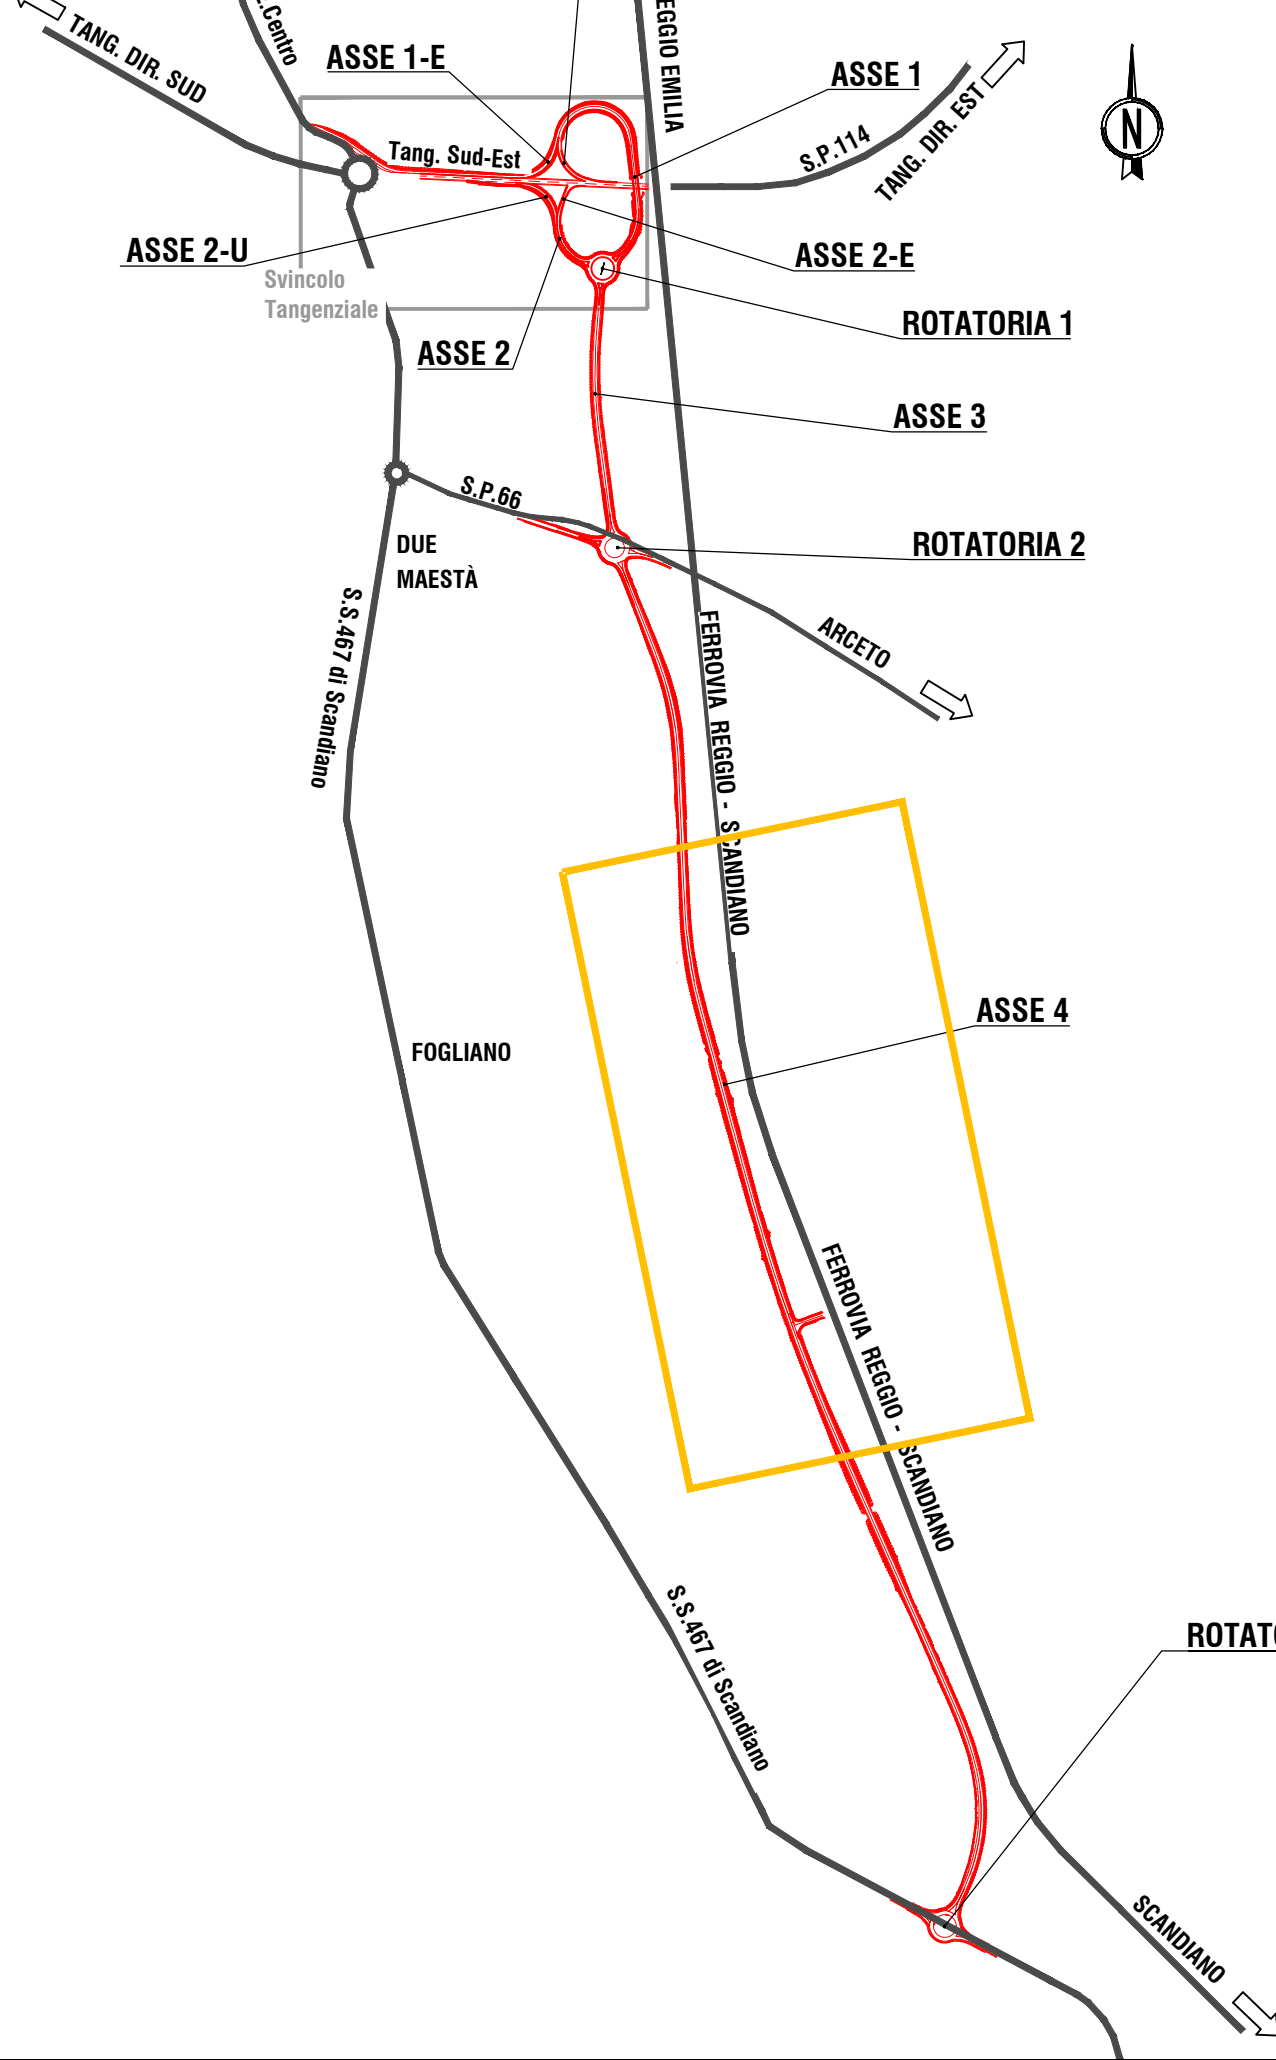 .Centro
TANG. DIR. SUD
ASSE 1-E
EGGIO EMILIA
ASSE 1
TANG. DIR. EST
S.P.114
N
Tang. Sud-Est
ASSE 2-U
ASSE 2-E
Svincolo
Tangenziale
ROTATORIA 1
ASSE 2
ASSE 3
S.P.66
DUE
MAESTÀ
ROTATORIA 2
S.S.467 di Scandiano
FERROVIA REGGIO - SCANDIANO
ARCETO
ASSE 4
FOGLIANO
FERROVIA REGGIO - SCANDIANO
S.S.467 di Scandiano
ROTATO
SCANDIANO